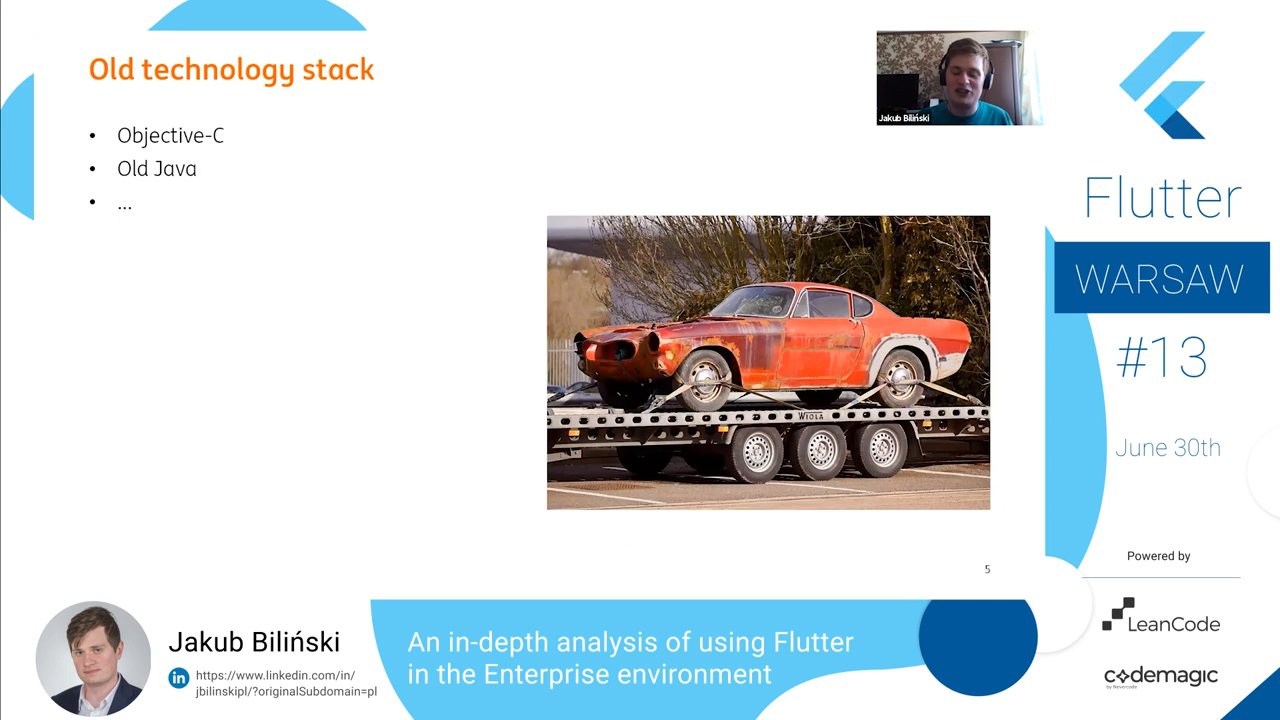 Old technology stack
• Objective-C
• Old Java
• ...
Jakub Biliński
WIOLA
5
Flutter
WARSAW
#13
June 30th
Powered by
LeanCode
codemagic
by Nevercode
Jakub Biliński
in
https://www.linkedin.com/in/
jbilinskipl/?originalSubdomain=pl
An in-depth analysis of using Flutter
in the Enterprise environment